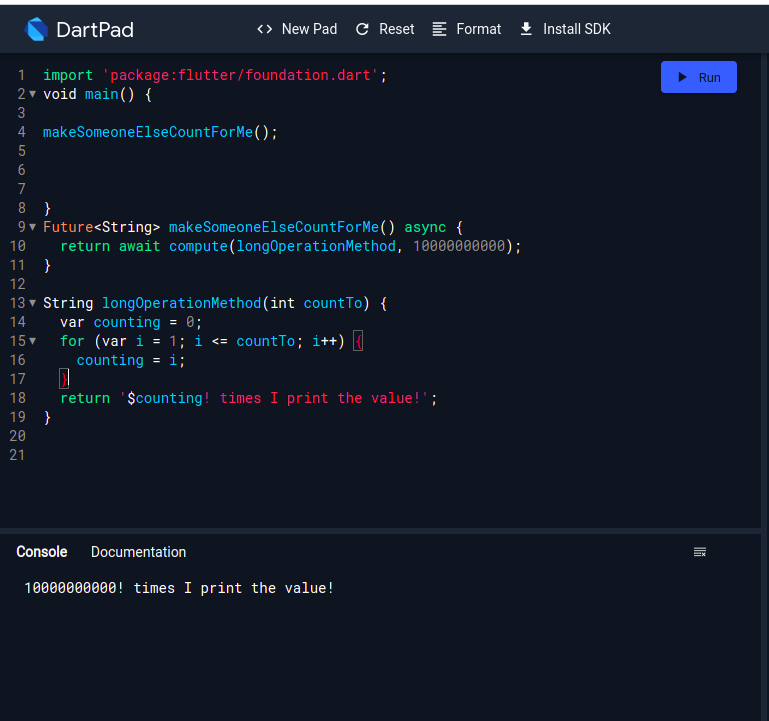 DartPad
<> New Pad Reset Format Install SDK
Run
1 import 'package:flutter/foundation.dart';
2 void main() {
3
4 makeSomeoneElseCountForMe();
5
6
7
8 }
9 Future<String> makeSomeoneElseCountForMe() async {
10   return await compute(longOperationMethod, 10000000000);
11 }
12
13 String longOperationMethod(int countTo) {
14   var counting = 0;
15   for (var i = 1; i <= countTo; i++) {
16     counting = i;
17   }
18   return '$counting! times I print the value!';
19 }
20
21
Console Documentation
10000000000! times I print the value!